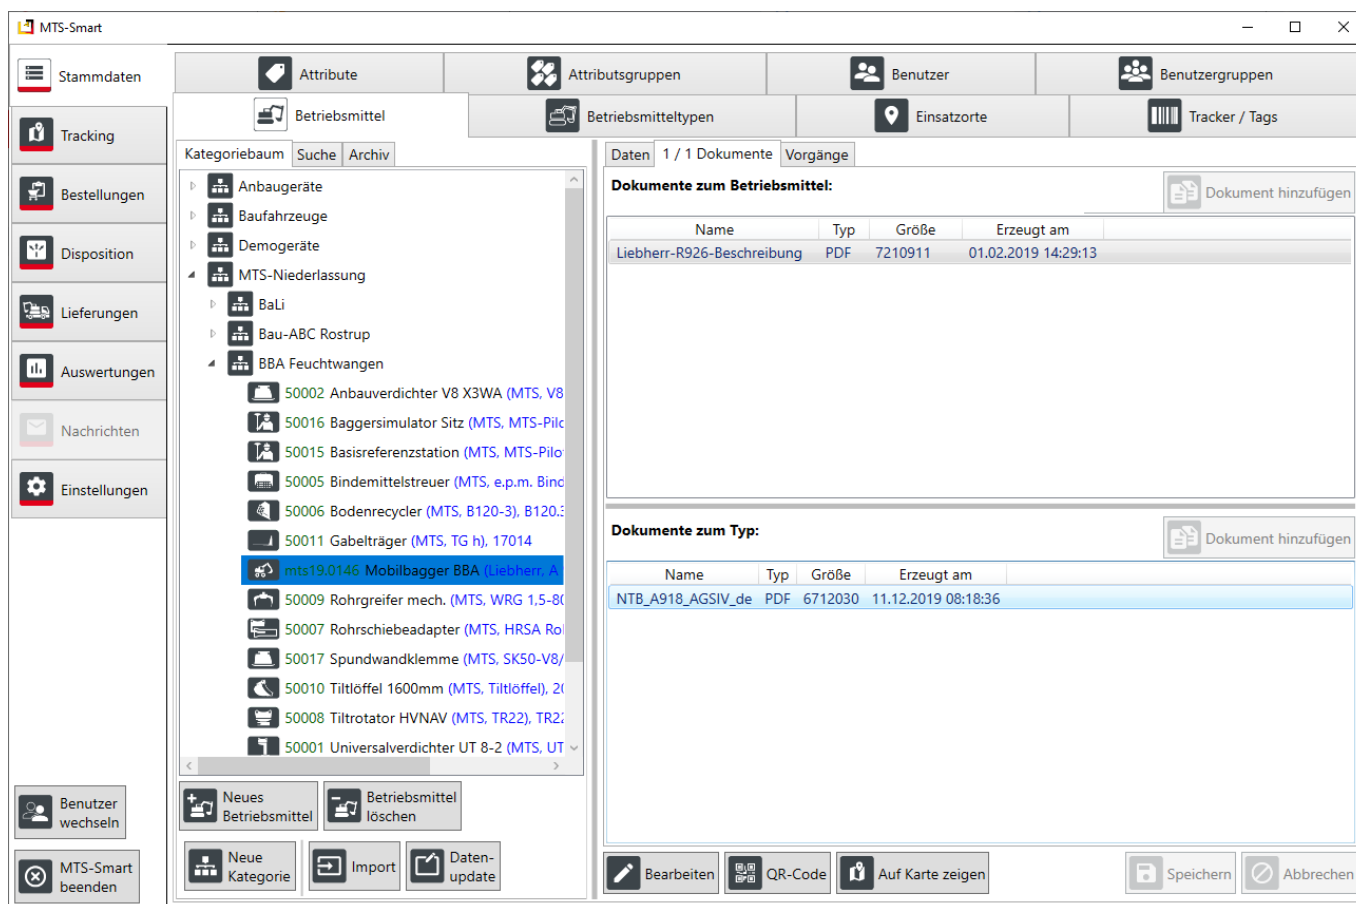 MTS-Smart
Stammdaten
Tracking
Bestellungen
Disposition
Lieferungen
Auswertungen
Nachrichten
Einstellungen
Benutzer
wechseln
MTS-Smart
beenden
Attribute
Attributsgruppen
Benutzer
Benutzergruppen
Betriebsmittel
Betriebsmitteltypen
Einsatzorte
Tracker / Tags
Kategoriebaum Suche Archiv
Anbaugeräte
Baufahrzeuge
Demogeräte
MTS-Niederlassung
BaLi
Bau-ABC Rostrup
BBA Feuchtwangen
50002 Anbauverdichter V8 X3WA (MTS, V8
50016 Baggersimulator Sitz (MTS, MTS-Pilo
50015 Basisreferenzstation (MTS, MTS-Pilo
50005 Bindemittelstreuer (MTS, e.p.m. Bind
50006 Bodenrecycler (MTS, B120-3), B120.3
50011 Gabelträger (MTS, TG h), 17014
mts19.0146 Mobilbagger BBA (Liebherr, A
50009 Rohrgreifer mech. (MTS, WRG 1,5-80
50007 Rohrschiebeadapter (MTS, HRSA Ro
50017 Spundwandklemme (MTS, SK50-V8/
50010 Tiltlöffel 1600mm (MTS, Tiltlöffel), 20
50008 Tiltrotator HVNAV (MTS, TR22), TR22
50001 Universalverdichter UT 8-2 (MTS, UT
Neues
Betriebsmittel
Betriebsmittel
löschen
Neue
Kategorie
Import
Daten-
update
Daten 1 / 1 Dokumente Vorgänge
Dokumente zum Betriebsmittel:
Dokument hinzufügen
Name Typ Größe Erzeugt am
Liebherr-R926-Beschreibung PDF 7210911 01.02.2019 14:29:13
Dokumente zum Typ:
Dokument hinzufügen
Name Typ Größe Erzeugt am
NTB_A918_AGSIV_de PDF 6712030 11.12.2019 08:18:36
Bearbeiten
QR-Code
Auf Karte zeigen
Speichern
Abbrechen